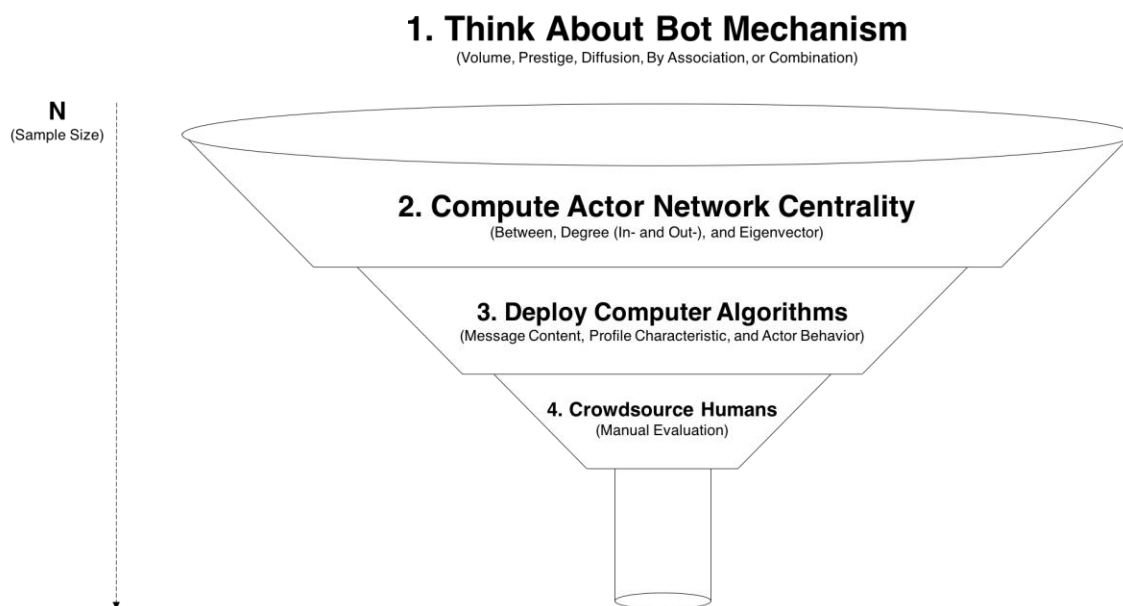 1. Think About Bot Mechanism
(Volume, Prestige, Diffusion, By Association, or Combination)
N
(Sample Size)
2. Compute Actor Network Centrality
(Between, Degree (In- and Out-), and Eigenvector)
3. Deploy Computer Algorithms
(Message Content, Profile Characteristic, and Actor Behavior)
4. Crowdsource Humans
(Manual Evaluation)